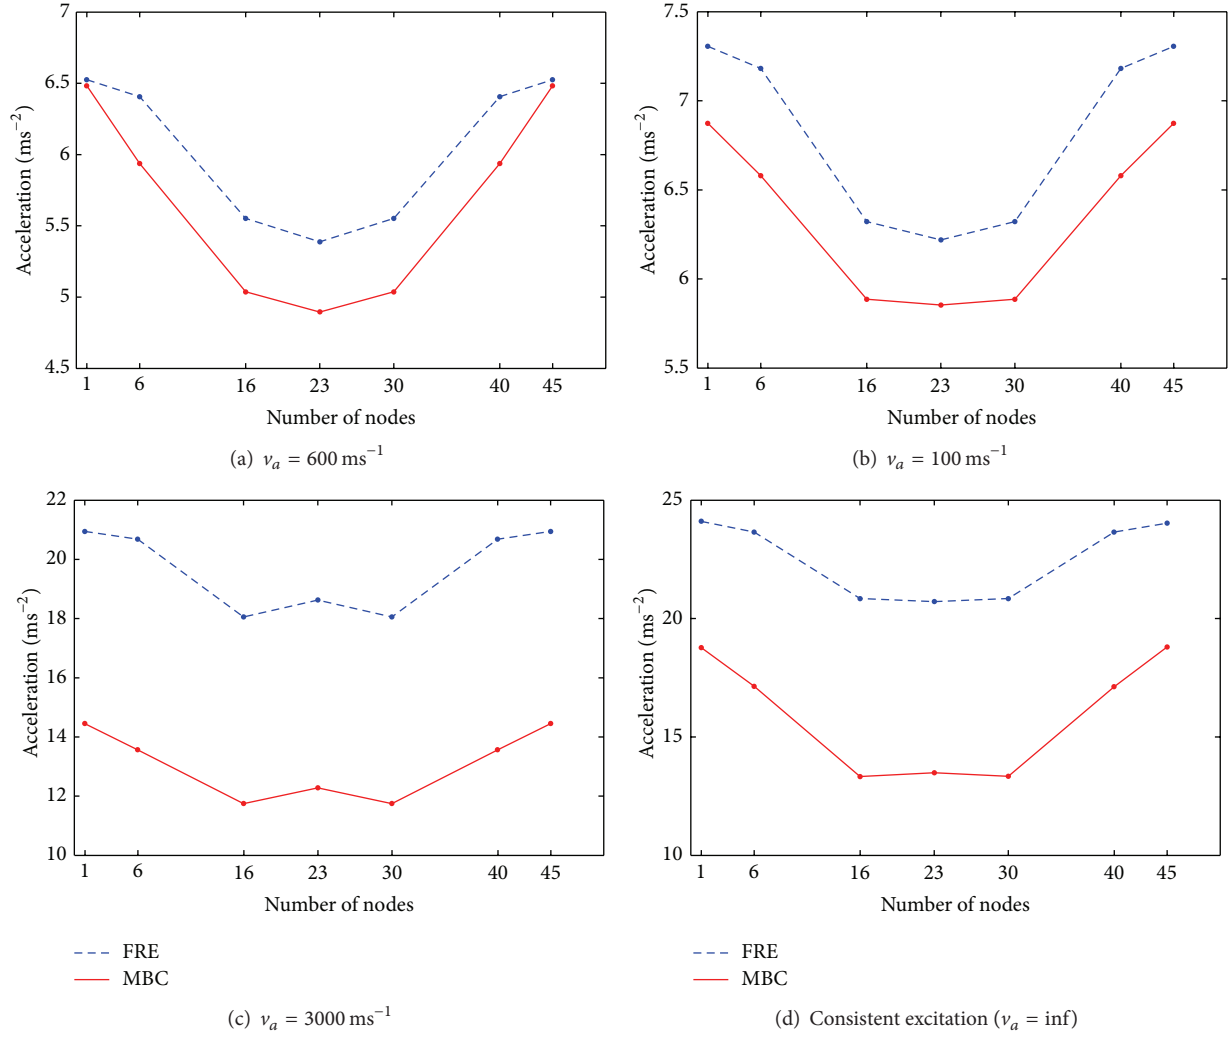 7
6.5
6
5.5
5
4.5
Acceleration (ms⁻²)
1 6 16 23 30 40 45
Number of nodes
(a) vₐ = 600 ms⁻¹
7.5
7
6.5
6
5.5
Acceleration (ms⁻²)
1 6 16 23 30 40 45
Number of nodes
(b) vₐ = 100 ms⁻¹
22
20
18
16
14
12
10
Acceleration (ms⁻²)
1 6 16 23 30 40 45
Number of nodes
FRE
MBC
(c) vₐ = 3000 ms⁻¹
25
20
15
10
Acceleration (ms⁻²)
1 6 16 23 30 40 45
Number of nodes
FRE
MBC
(d) Consistent excitation (vₐ = inf)